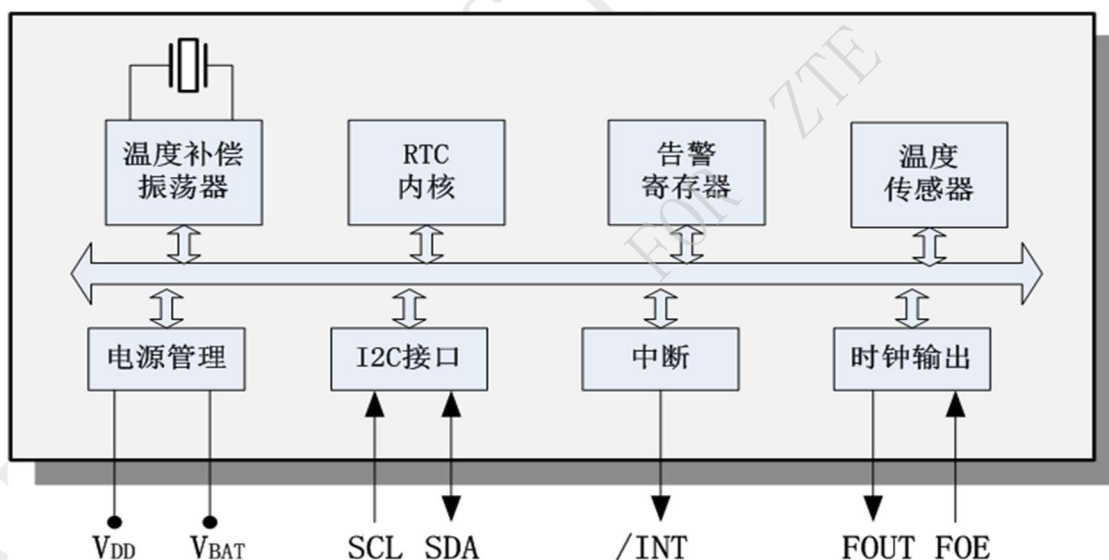 温度补偿
振荡器
RTC
内核
告警
寄存器
温度
传感器
电源管理
I2C接口
中断
时钟输出
VDD
VBAT
SCL
SDA
/INT
FOUT
FOE
FOR ZTE